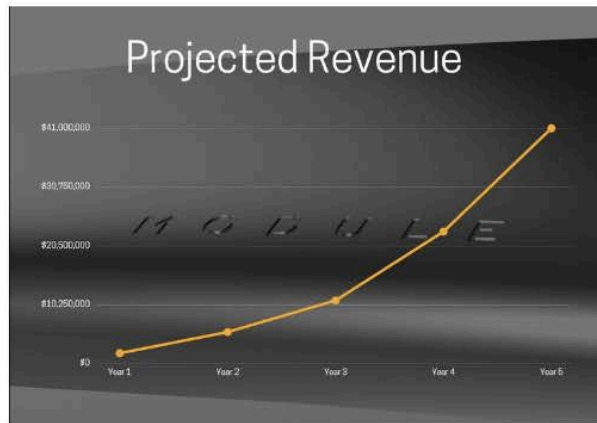 Projected Revenue
$41,000,000
$30,750,000
MODULE
$20,500,000
$10,250,000
$0
Year 1 Year 2 Year 3 Year 4 Year 5